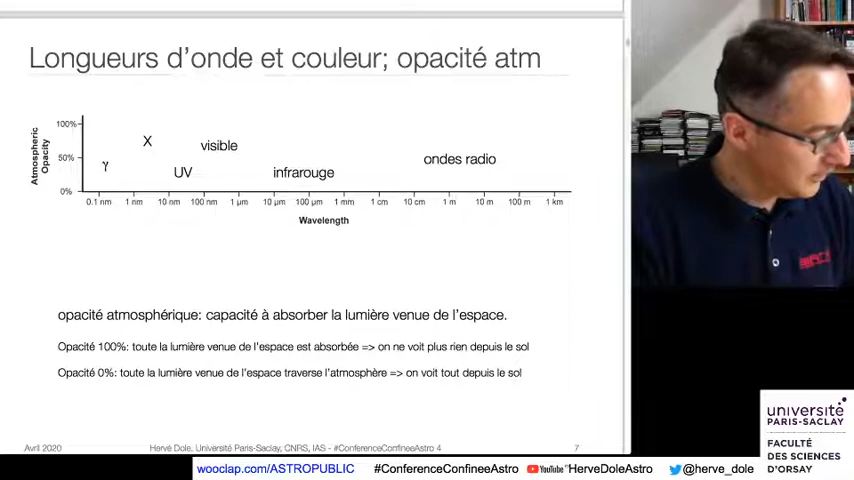 Longueurs d'onde et couleur; opacité atm
Atmospheric
Opacity
100%
50%
0%
γ
X
UV
visible
infrarouge
ondes radio
0.1 nm 1 nm 10 nm 100 nm 1 µm 10 µm 100 µm 1 mm 1 cm 10 cm 1 m 10 m 100 m 1 km
Wavelength
opacité atmosphérique: capacité à absorber la lumière venue de l'espace.
Opacité 100%: toute la lumière venue de l'espace est absorbée => on ne voit plus rien depuis le sol
Opacité 0%: toute la lumière venue de l'espace traverse l'atmosphère => on voit tout depuis le sol
Avril 2020 Hervé Dole, Université Paris-Saclay, CNRS, IAS - #ConferenceConfineeAstro 4 7
université
PARIS-SACLAY
FACULTÉ
DES SCIENCES
D'ORSAY
wooclap.com/ASTROPUBLIC #ConferenceConfineeAstro YouTube HerveDoleAstro @herve_dole